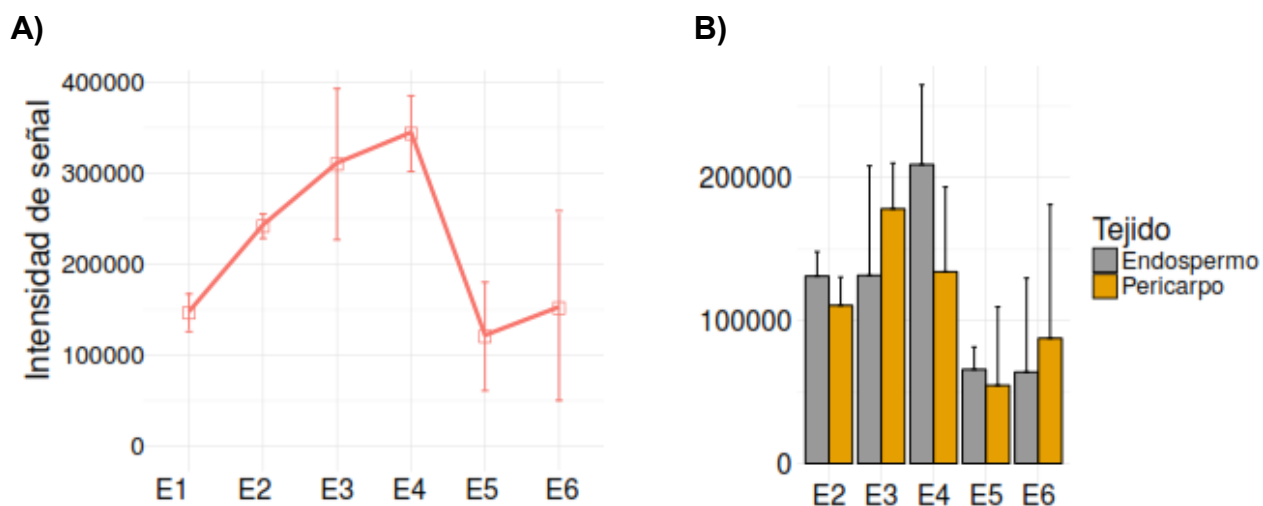 A)
Intensidad de señal
400000
300000
200000
100000
0
E1 E2 E3 E4 E5 E6
B)
200000
100000
0
E2 E3 E4 E5 E6
Tejido
Endospermo
Pericarpo